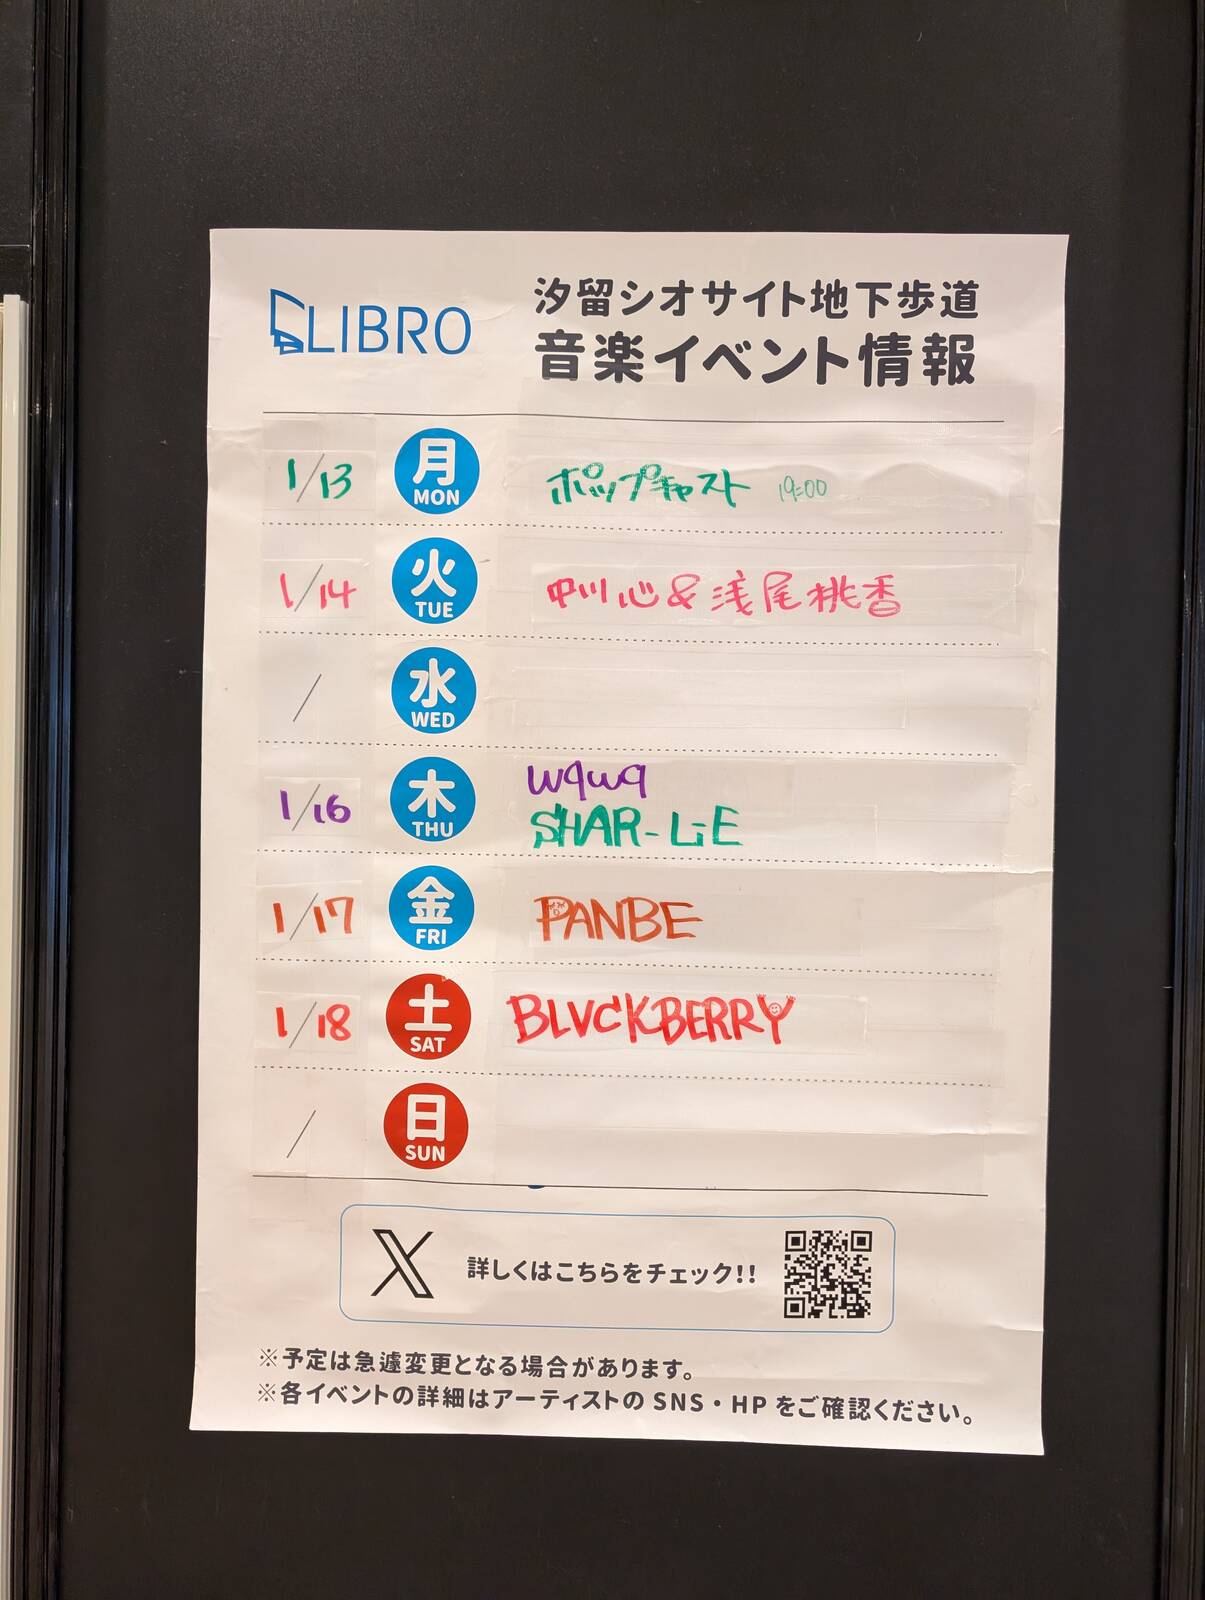 LIBRO
汐留シオサイト地下歩道
音楽イベント情報
1/13 月 MON ポップキャスト 19:00
1/14 火 TUE 中川心&浅尾桃香
/ 水 WED
1/16 木 THU wqwq
SHAR-LiE
1/17 金 FRI PANBE
1/18 土 SAT BLVCKBERRY
/ 日 SUN
X 詳しくはこちらをチェック!!
※予定は急遽変更となる場合があります。
※各イベントの詳細はアーティストのSNS・HPをご確認ください。